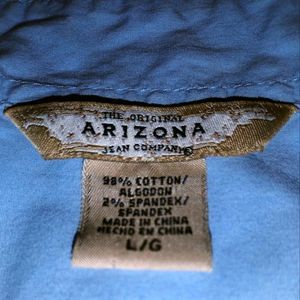 THE ORIGINAL
ARIZONA
JEAN COMPANY®
98% COTTON/
ALGODON
2% SPANDEX/
SPANDEX
MADE IN CHINA
HECHO EN CHINA
L/G